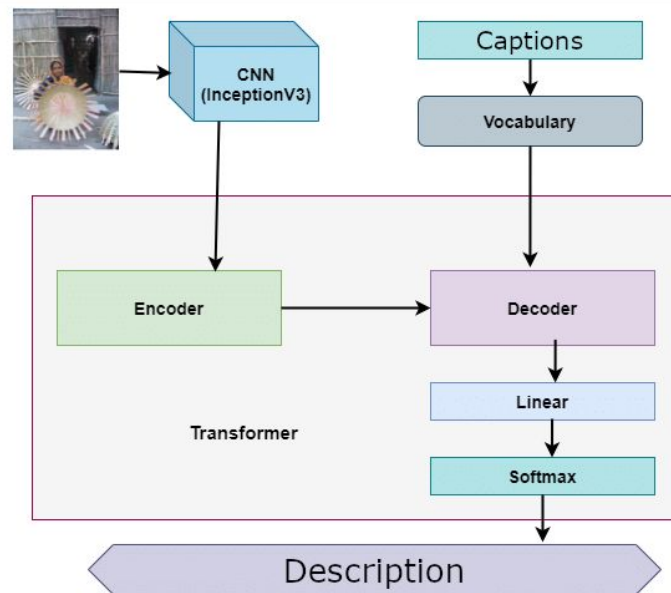 CNN
(InceptionV3)
Captions
Vocabulary
Encoder
Decoder
Linear
Transformer
Softmax
Description